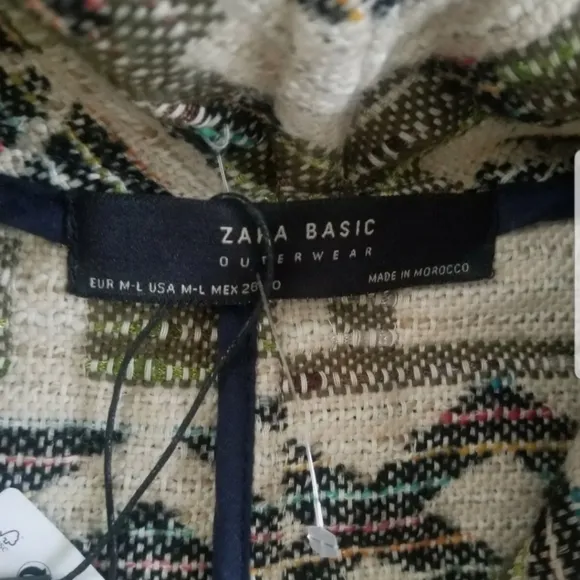 ZARA BASIC
OUTERWEAR
EUR M-L USA M-L MEX
MADE IN MOROCCO